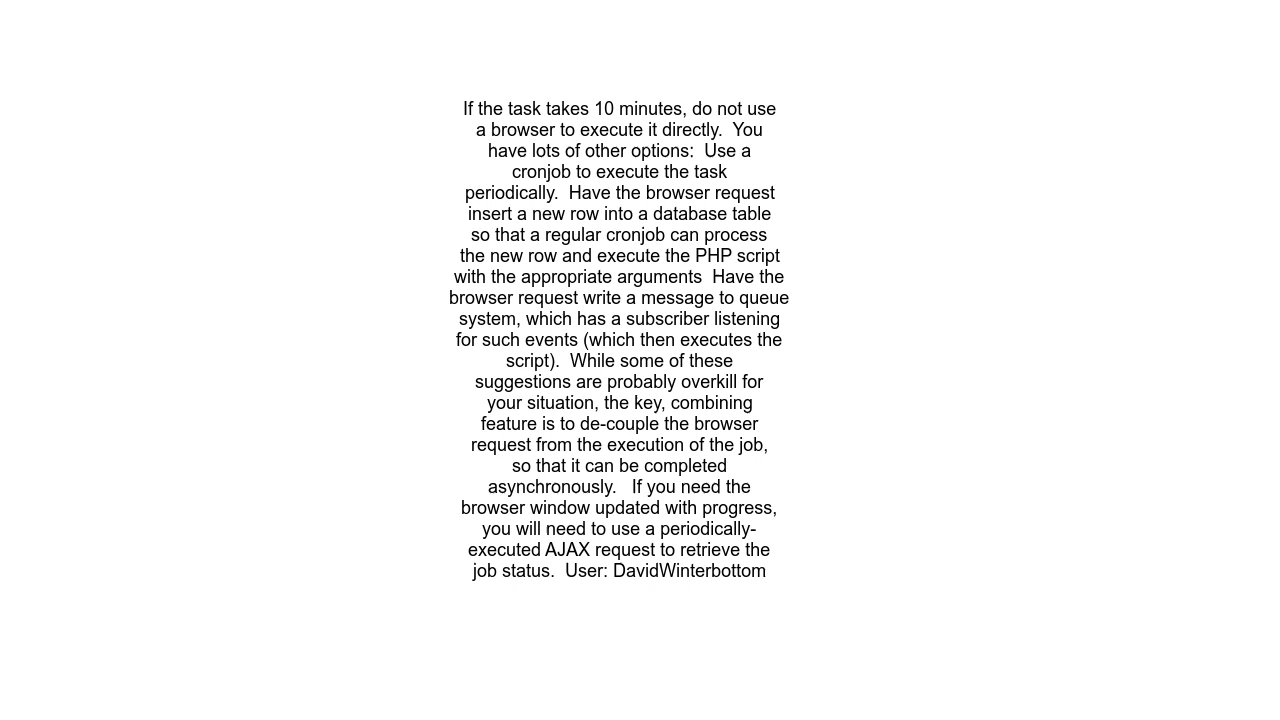 If the task takes 10 minutes, do not use
a browser to execute it directly.  You
have lots of other options:  Use a
cronjob to execute the task
periodically.  Have the browser request
insert a new row into a database table
so that a regular cronjob can process
the new row and execute the PHP script
with the appropriate arguments  Have the
browser request write a message to queue
system, which has a subscriber listening
for such events (which then executes the
script).  While some of these
suggestions are probably overkill for
your situation, the key, combining
feature is to de-couple the browser
request from the execution of the job,
so that it can be completed
asynchronously.   If you need the
browser window updated with progress,
you will need to use a periodically-
executed AJAX request to retrieve the
job status.  User: DavidWinterbottom